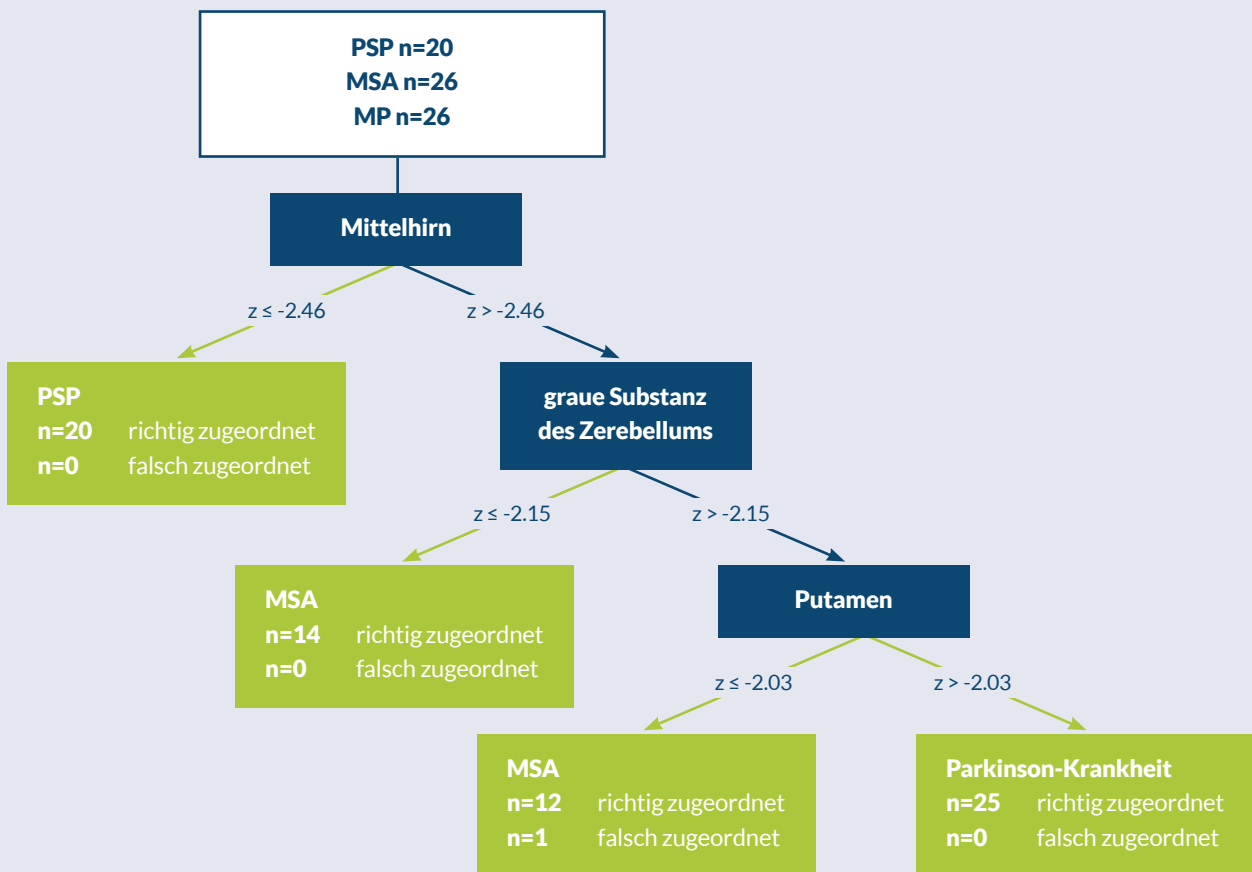 PSP n=20
MSA n=26
MP n=26
Mittelhirn
z ≤ -2.46
z > -2.46
PSP
n=20 richtig zugeordnet
n=0 falsch zugeordnet
graue Substanz
des Zerebellums
z ≤ -2.15
z > -2.15
MSA
n=14 richtig zugeordnet
n=0 falsch zugeordnet
Putamen
z ≤ -2.03
z > -2.03
MSA
n=12 richtig zugeordnet
n=1 falsch zugeordnet
Parkinson-Krankheit
n=25 richtig zugeordnet
n=0 falsch zugeordnet